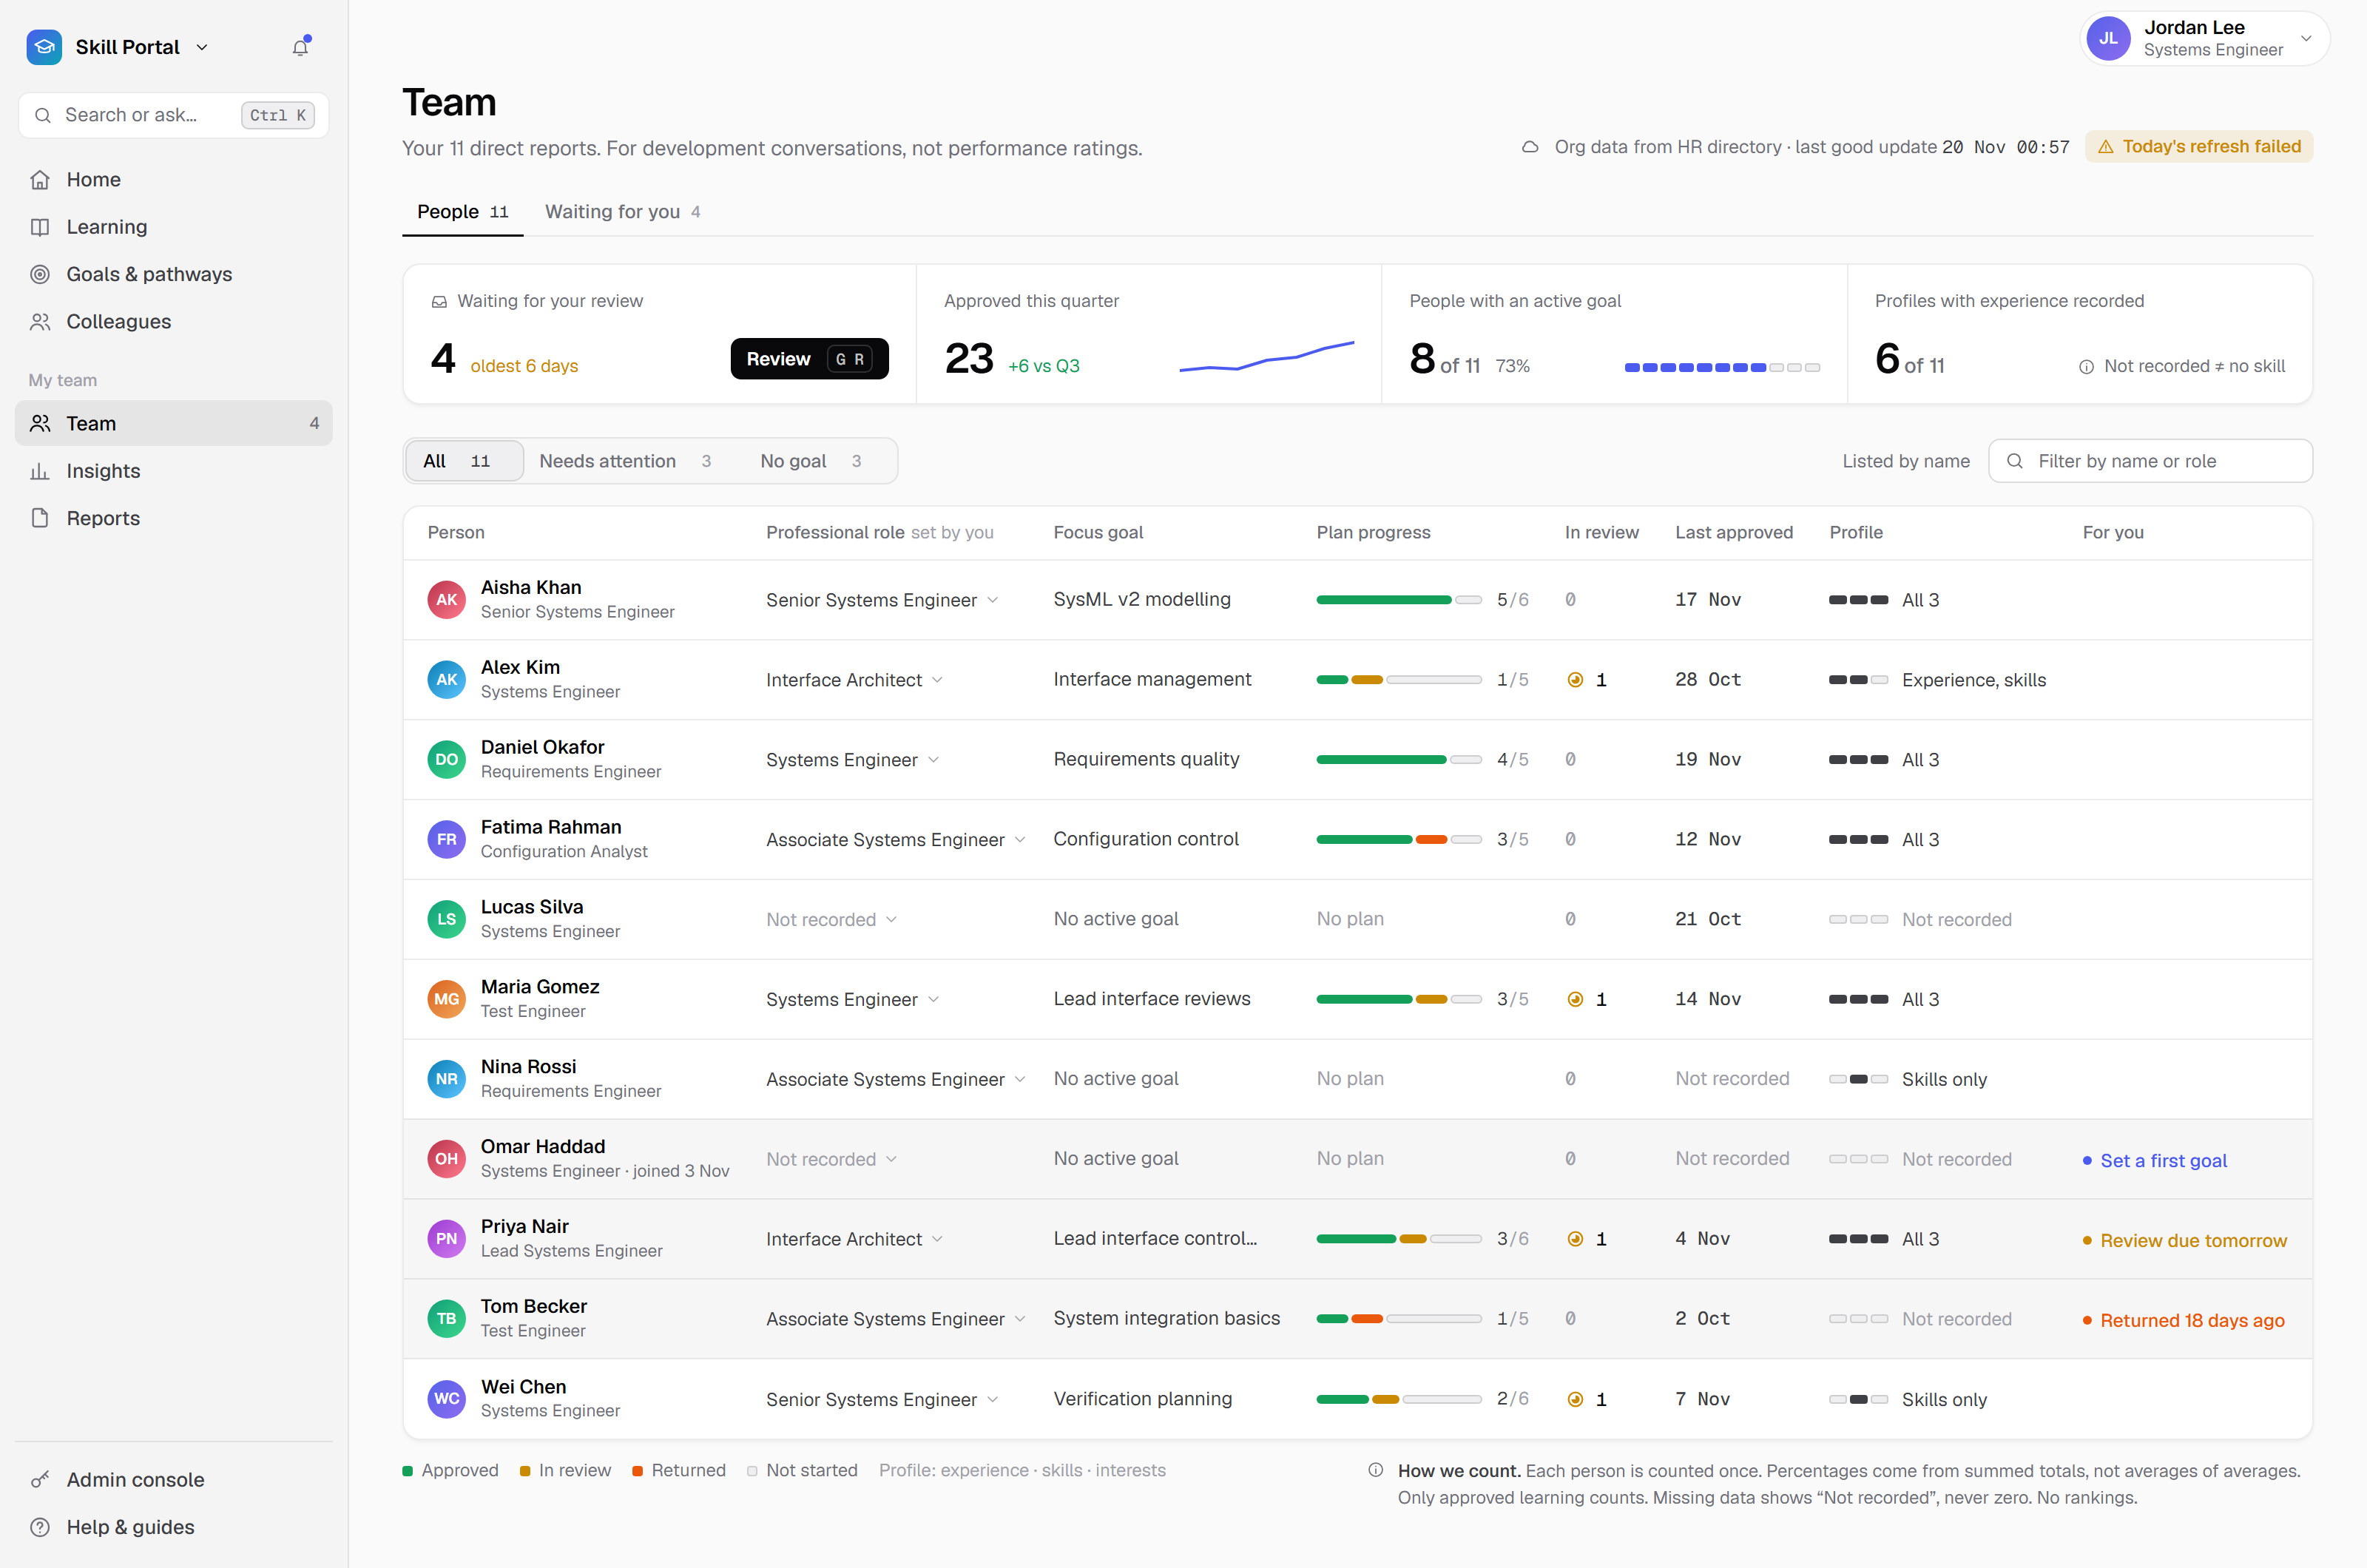 Skill Portal
Search or ask... Ctrl K
Home
Learning
Goals & pathways
Colleagues
My team
Team 4
Insights
Reports
Admin console
Help & guides
JL Jordan Lee
Systems Engineer
Team
Your 11 direct reports. For development conversations, not performance ratings.
Org data from HR directory · last good update 20 Nov 00:57 Today's refresh failed
People 11 Waiting for you 4
Waiting for your review
4 oldest 6 days Review G R
Approved this quarter
23 +6 vs Q3
People with an active goal
8 of 11 73%
Profiles with experience recorded
6 of 11 Not recorded ≠ no skill
All 11 Needs attention 3 No goal 3
Listed by name Filter by name or role
Person Professional role set by you Focus goal Plan progress In review Last approved Profile For you
AK Aisha Khan
Senior Systems Engineer
Senior Systems Engineer SysML v2 modelling 5/6 0 17 Nov All 3
AK Alex Kim
Systems Engineer
Interface Architect Interface management 1/5 1 28 Oct Experience, skills
DO Daniel Okafor
Requirements Engineer
Systems Engineer Requirements quality 4/5 0 19 Nov All 3
FR Fatima Rahman
Configuration Analyst
Associate Systems Engineer Configuration control 3/5 0 12 Nov All 3
LS Lucas Silva
Systems Engineer
Not recorded No active goal No plan 0 21 Oct Not recorded
MG Maria Gomez
Test Engineer
Systems Engineer Lead interface reviews 3/5 1 14 Nov All 3
NR Nina Rossi
Requirements Engineer
Associate Systems Engineer No active goal No plan 0 Not recorded Skills only
OH Omar Haddad
Systems Engineer · joined 3 Nov
Not recorded No active goal No plan 0 Not recorded Not recorded Set a first goal
PN Priya Nair
Lead Systems Engineer
Interface Architect Lead interface control... 3/6 1 4 Nov All 3 Review due tomorrow
TB Tom Becker
Test Engineer
Associate Systems Engineer System integration basics 1/5 0 2 Oct Not recorded Returned 18 days ago
WC Wei Chen
Systems Engineer
Senior Systems Engineer Verification planning 2/6 1 7 Nov Skills only
Approved In review Returned Not started Profile: experience · skills · interests
How we count. Each person is counted once. Percentages come from summed totals, not averages of averages.
Only approved learning counts. Missing data shows “Not recorded”, never zero. No rankings.